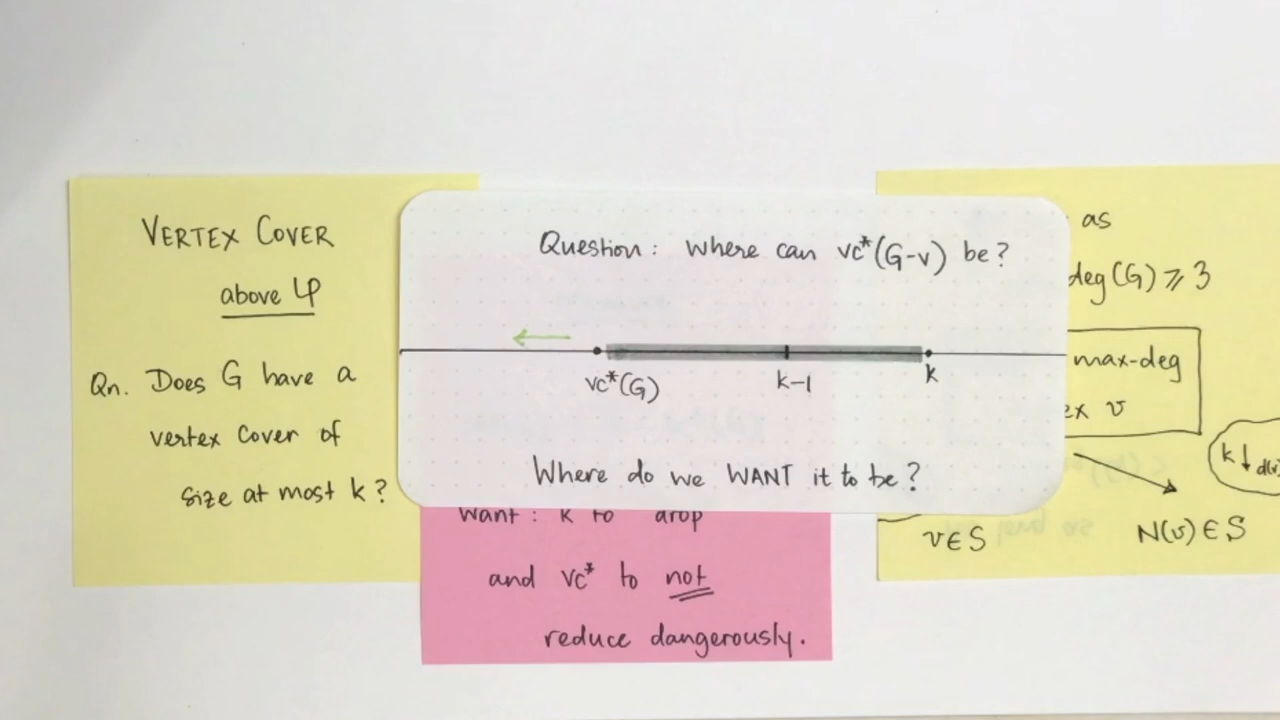 VERTEX COVER
above LP
Qn. Does G have a
vertex cover of
size at most k?
Question: where can vc*(G-v) be?
vc*(G)
k-1
k
Where do we WANT it to be?
Want: k to drop
and vc* to not
reduce dangerously.
as
deg(G) ⩾ 3
max-deg
v
k↓
v∈S
N(v)∈S